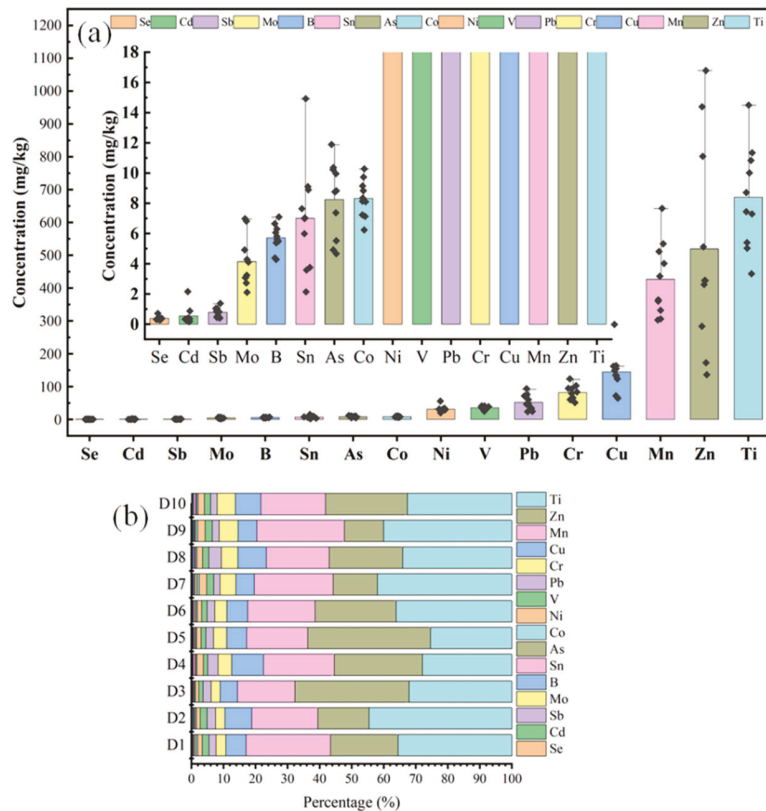 (a)
Se Cd Sb Mo B Sn As Co Ni V Pb Cr Cu Mn Zn Ti
Concentration (mg/kg)
1200
1100
1000
900
800
700
600
500
400
300
200
100
0
Concentration (mg/kg)
18
16
14
12
10
8
6
4
2
0
Se Cd Sb Mo B Sn As Co Ni V Pb Cr Cu Mn Zn Ti
Se Cd Sb Mo B Sn As Co Ni V Pb Cr Cu Mn Zn Ti
(b)
D10
D9
D8
D7
D6
D5
D4
D3
D2
D1
0 10 20 30 40 50 60 70 80 90 100
Percentage (%)
Ti
Zn
Mn
Cu
Cr
Pb
V
Ni
Co
As
Sn
B
Mo
Sb
Cd
Se